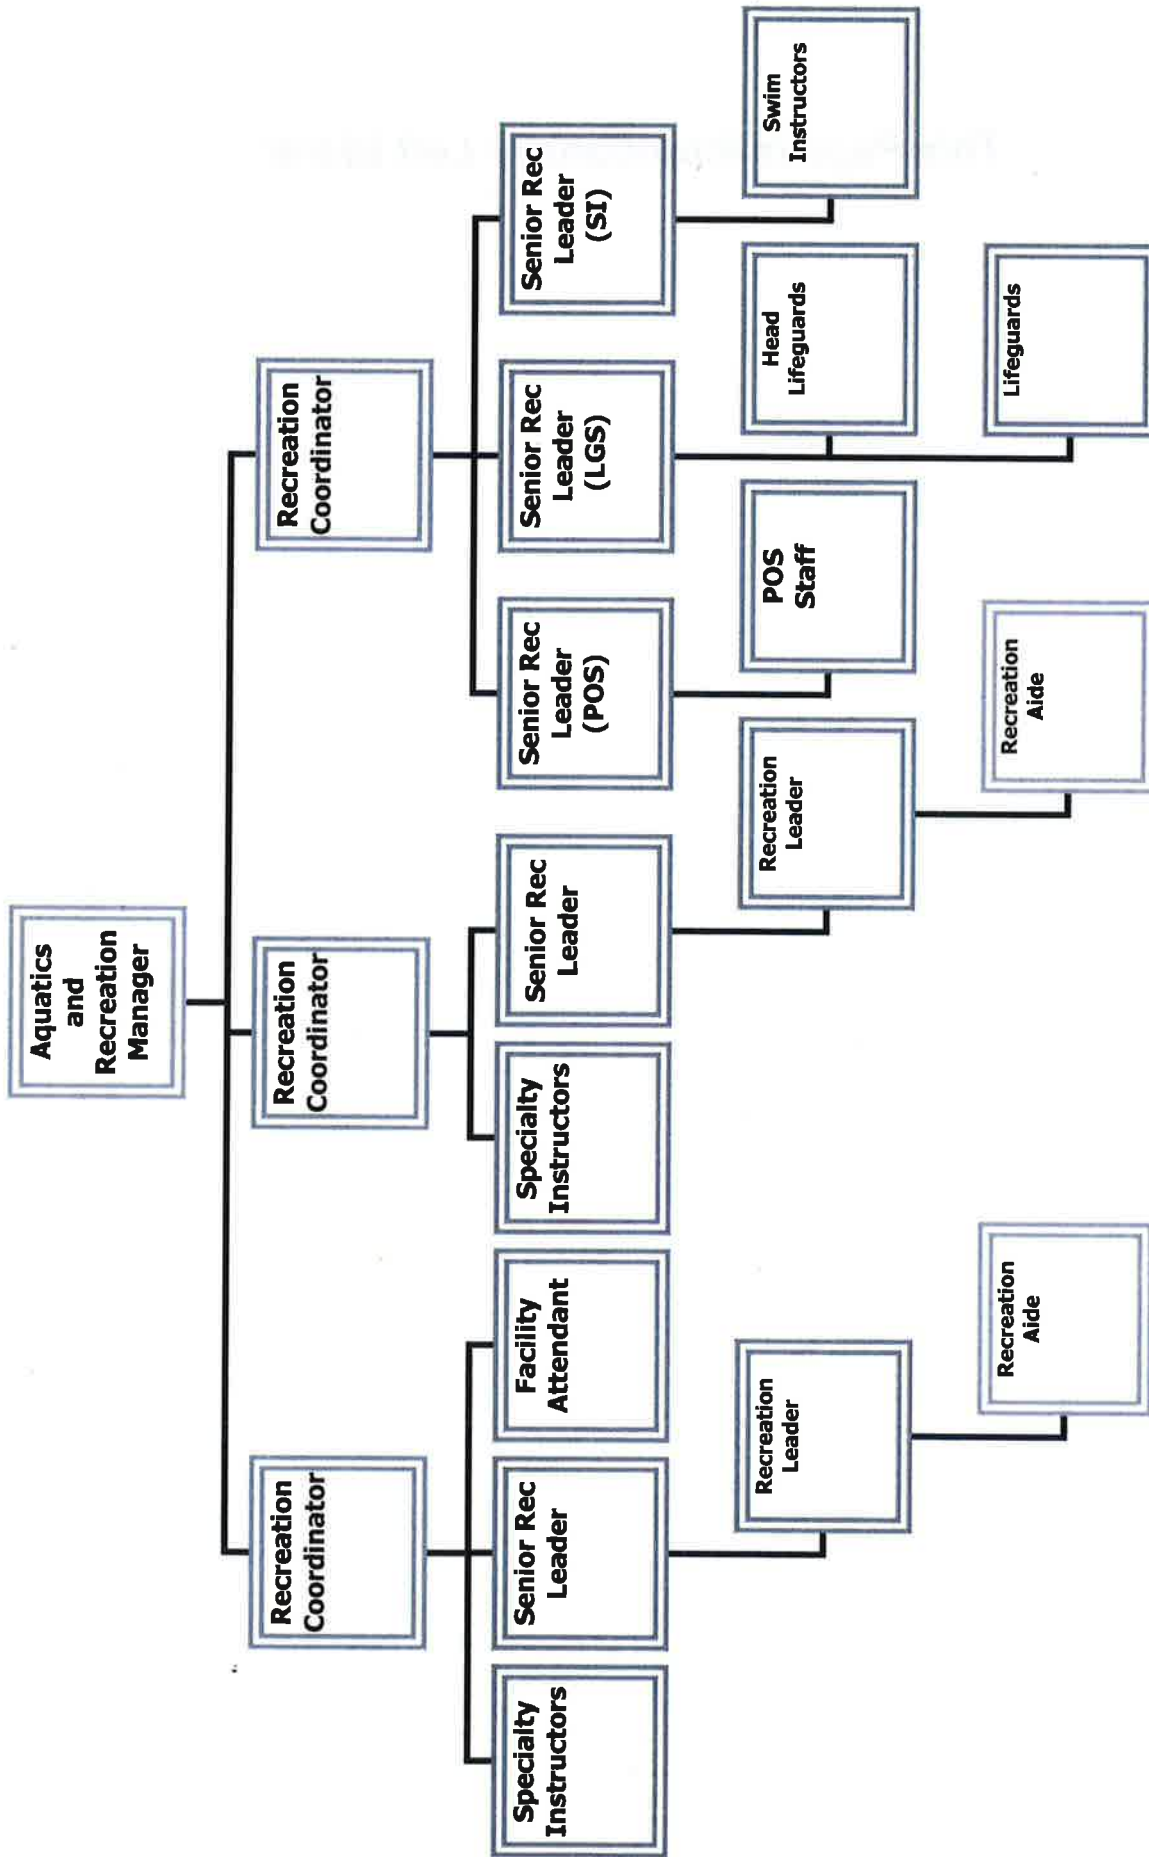 Aquatics
and
Recreation
Manager
Recreation
Coordinator
Recreation
Coordinator
Recreation
Coordinator
Specialty
Instructors
Senior Rec
Leader
Facility
Attendant
Specialty
Instructors
Senior Rec
Leader
Senior Rec
Leader
(POS)
Senior Rec
Leader
(LGS)
Senior Rec
Leader
(SI)
Recreation
Leader
Recreation
Leader
POS
Staff
Head
Lifeguards
Swim
Instructors
Recreation
Aide
Recreation
Aide
Lifeguards